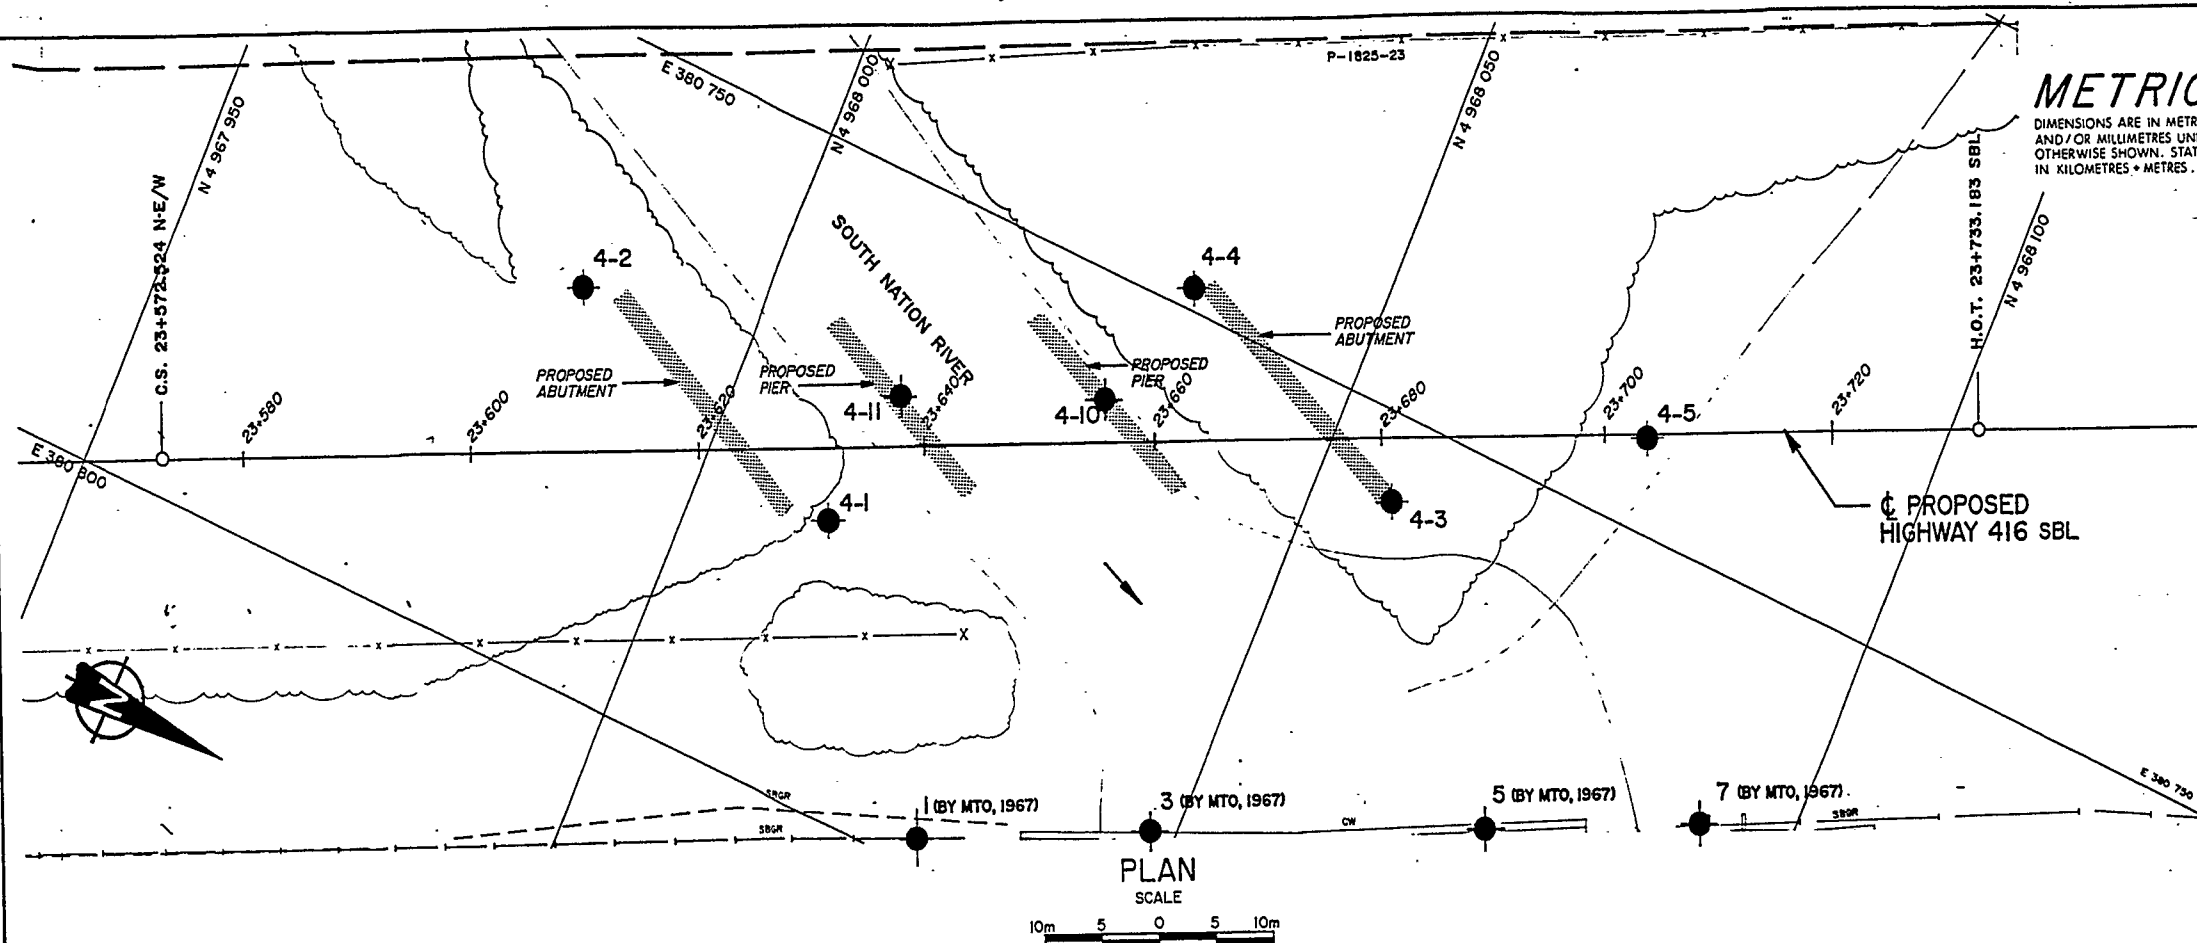 P-1825-23
E 380 750
N 4 967 950
N 4 968 000
N 4 968 050
METRIC
DIMENSIONS ARE IN METR
AND/OR MILLIMETRES UN
OTHERWISE SHOWN. STAT
IN KILOMETRES + METRES.
C.S. 23+572.524 N-E/W
H.O.T. 23+733.183 SBL
N 4 968 100
SOUTH NATION RIVER
4-2
4-4
PROPOSED
ABUTMENT
PROPOSED
PIER
PROPOSED
PIER
PROPOSED
ABUTMENT
4-11
4-10
4-5
23+580
23+600
23+620
23+640
23+660
23+680
23+700
23+720
E 380 800
4-1
4-3
℄ PROPOSED
HIGHWAY 416 SBL
N
E 380 750
SBGR
SBGR
1 (BY MTO, 1967)
3 (BY MTO, 1967)
CW
5 (BY MTO, 1967)
7 (BY MTO, 1967)
SBGR
PLAN
SCALE
10m 5 0 5 10m